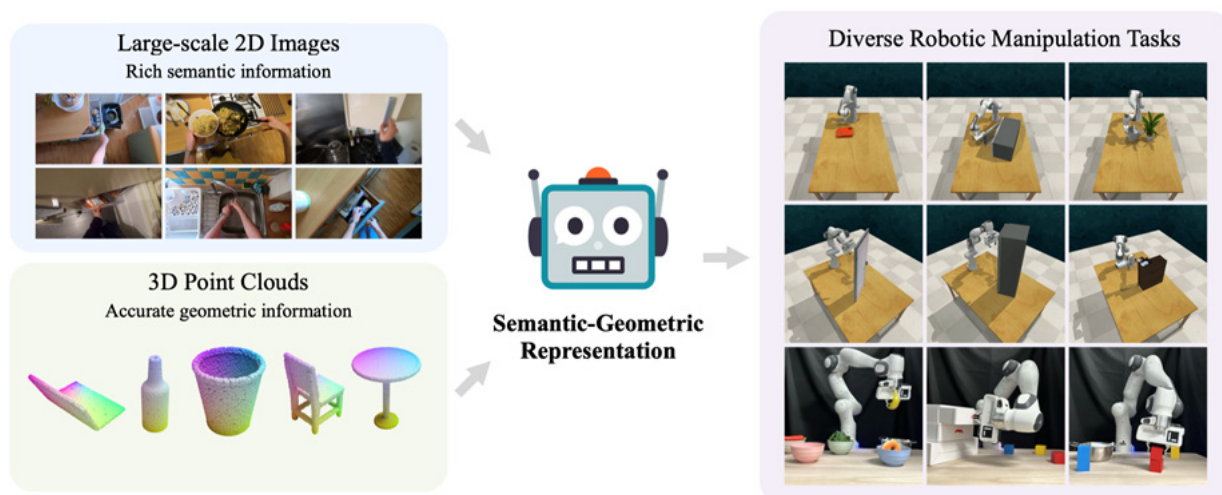 Large-scale 2D Images
Rich semantic information
3D Point Clouds
Accurate geometric information
Semantic-Geometric
Representation
Diverse Robotic Manipulation Tasks